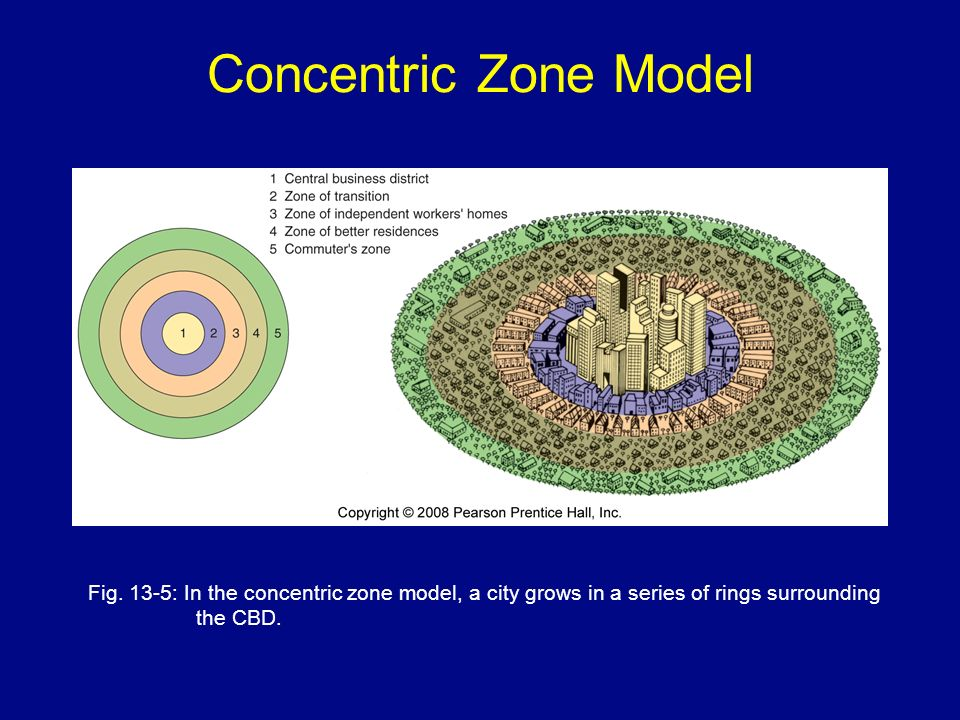 Concentric Zone Model
1 Central business district
2 Zone of transition
3 Zone of independent workers' homes
4 Zone of better residences
5 Commuter's zone
1 2 3 4 5
Copyright © 2008 Pearson Prentice Hall, Inc.
Fig. 13-5: In the concentric zone model, a city grows in a series of rings surrounding
the CBD.